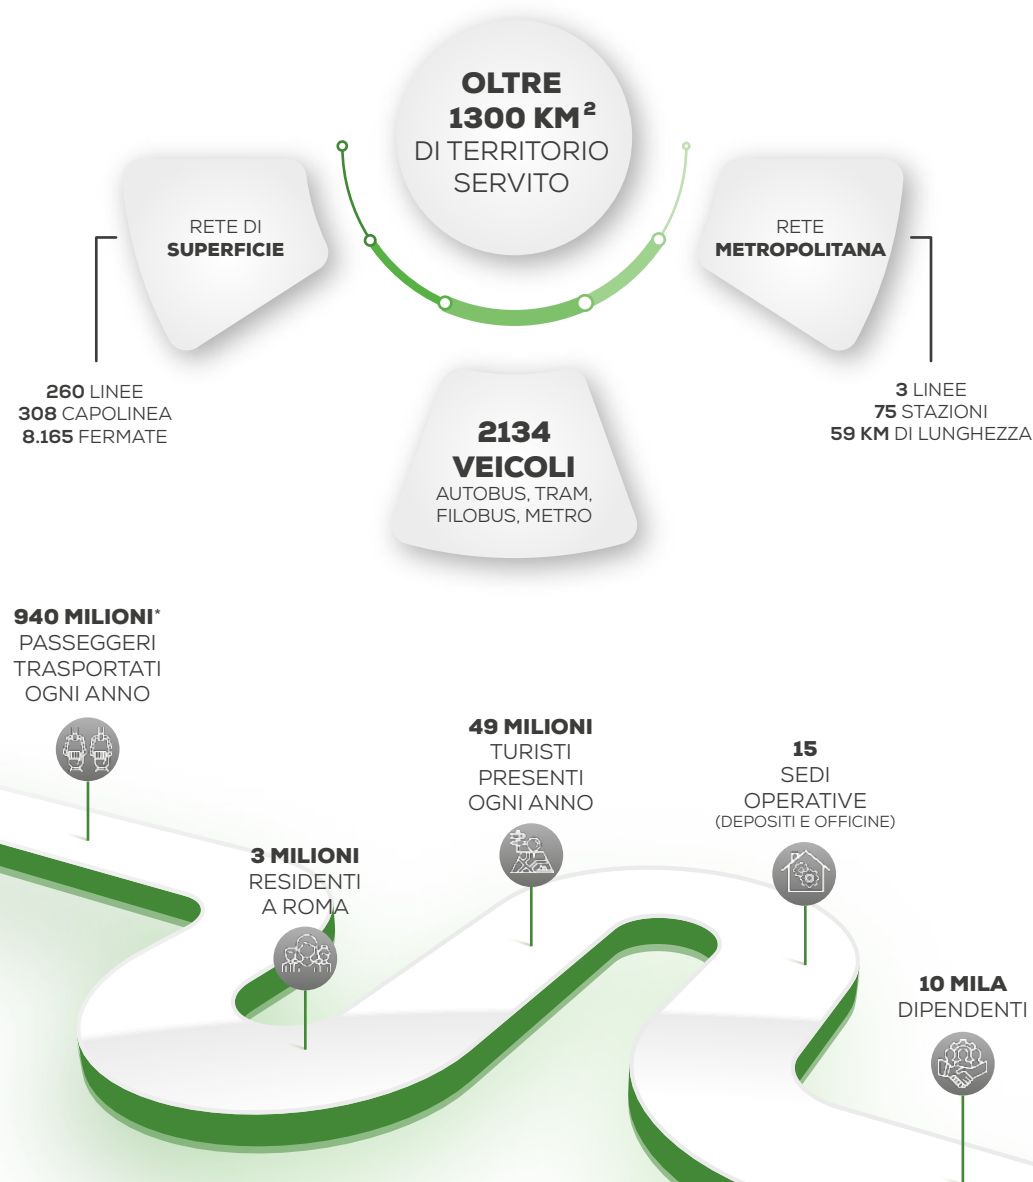 OLTRE
1300 KM²
DI TERRITORIO
SERVITO
RETE DI
SUPERFICIE
RETE
METROPOLITANA
260 LINEE
308 CAPOLINEA
8.165 FERMATE
3 LINEE
75 STAZIONI
59 KM DI LUNGHEZZA
2134
VEICOLI
AUTOBUS, TRAM,
FILOBUS, METRO
940 MILIONI*
PASSEGGERI
TRASPORTATI
OGNI ANNO
49 MILIONI
TURISTI
PRESENTI
OGNI ANNO
15
SEDI
OPERATIVE
(DEPOSITI E OFFICINE)
3 MILIONI
RESIDENTI
A ROMA
10 MILA
DIPENDENTI